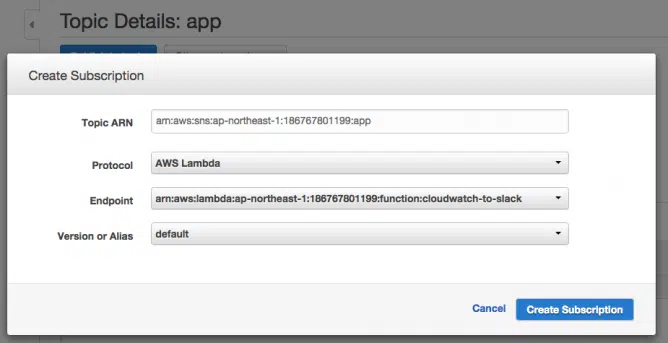 Topic Details: app
Create Subscription
Topic ARN
arn:aws:sns:ap-northeast-1:186767801199:app
Protocol
AWS Lambda
Endpoint
arn:aws:lambda:ap-northeast-1:186767801199:function:cloudwatch-to-slack
Version or Alias
default
Cancel
Create Subscription